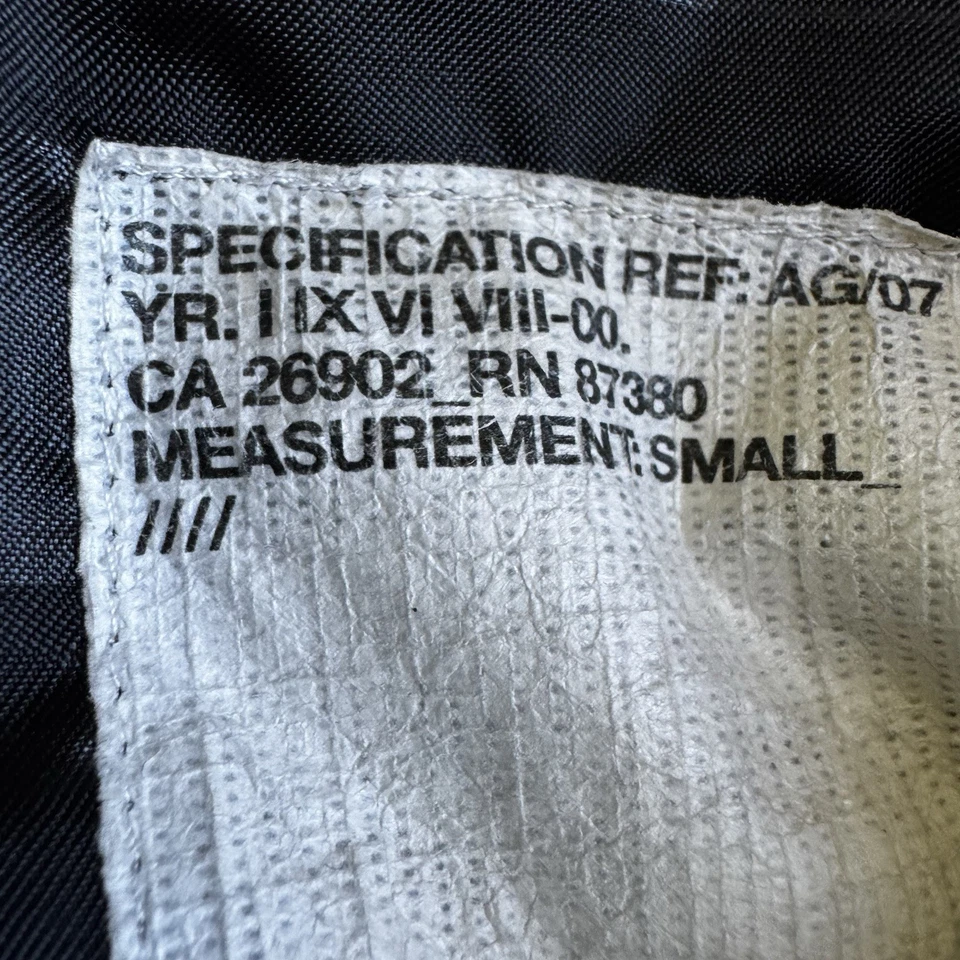 SPECIFICATION REF: AG/07
YR. I IX VI VIII-00.
CA 26902_RN 87380
MEASUREMENT: SMALL_
////